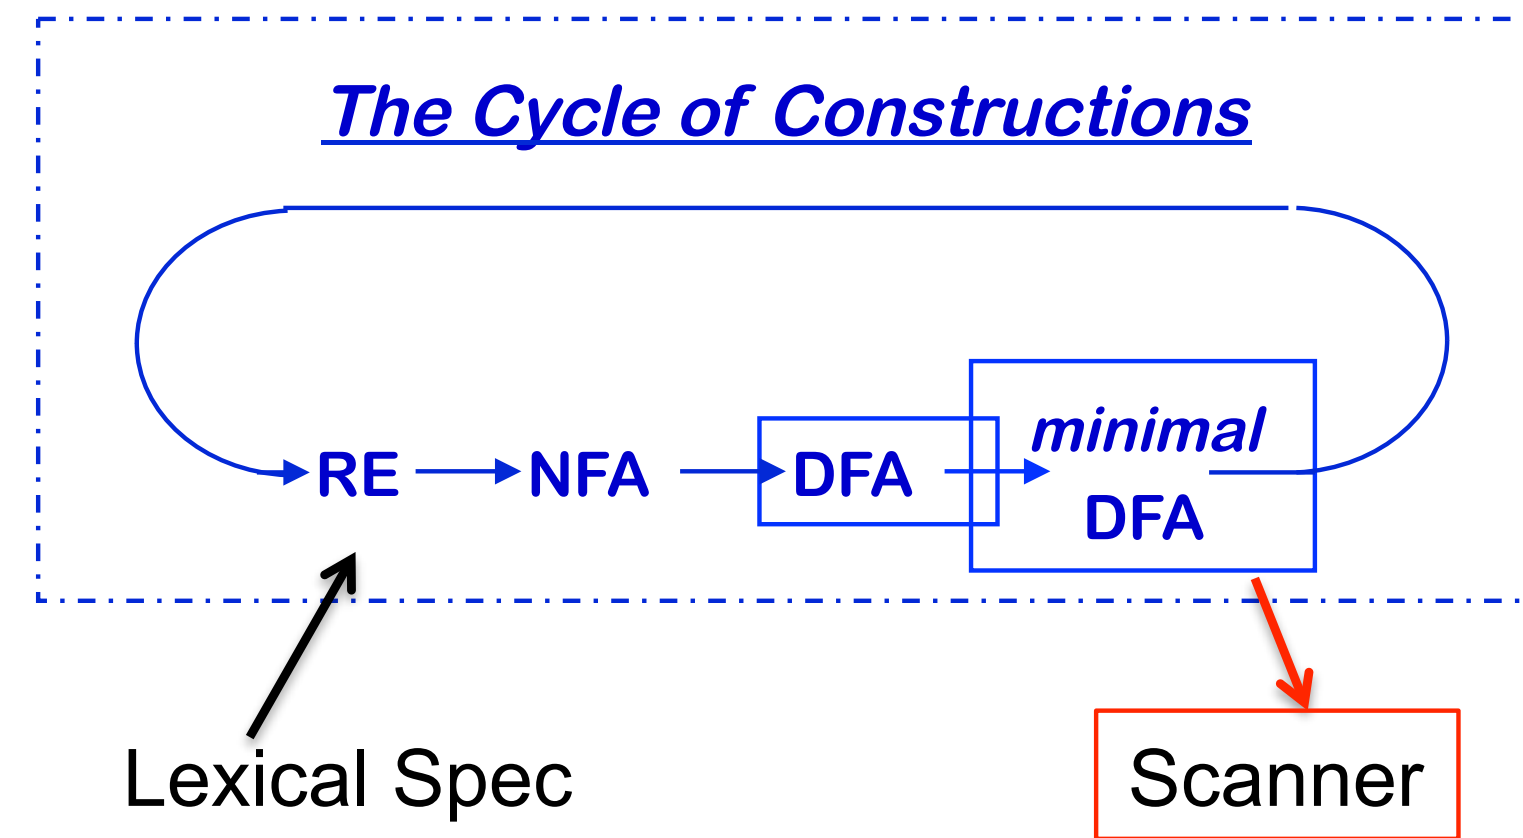 The Cycle of Constructions
minimal
RE NFA DFA
DFA
Lexical Spec Scanner